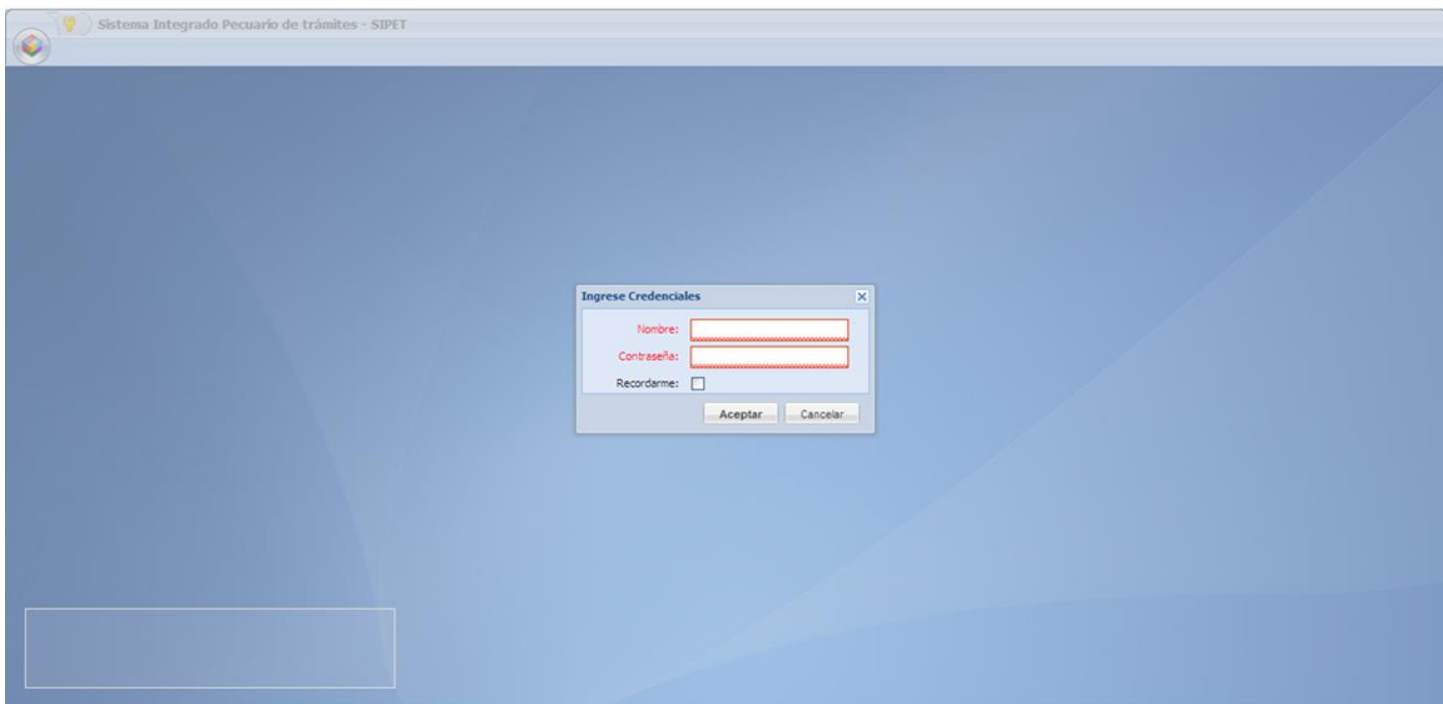 Sistema Integrado Pecuario de trámites - SIPET
Ingrese Credenciales
Nombre:
Contraseña:
Recordarme:
Aceptar Cancelar